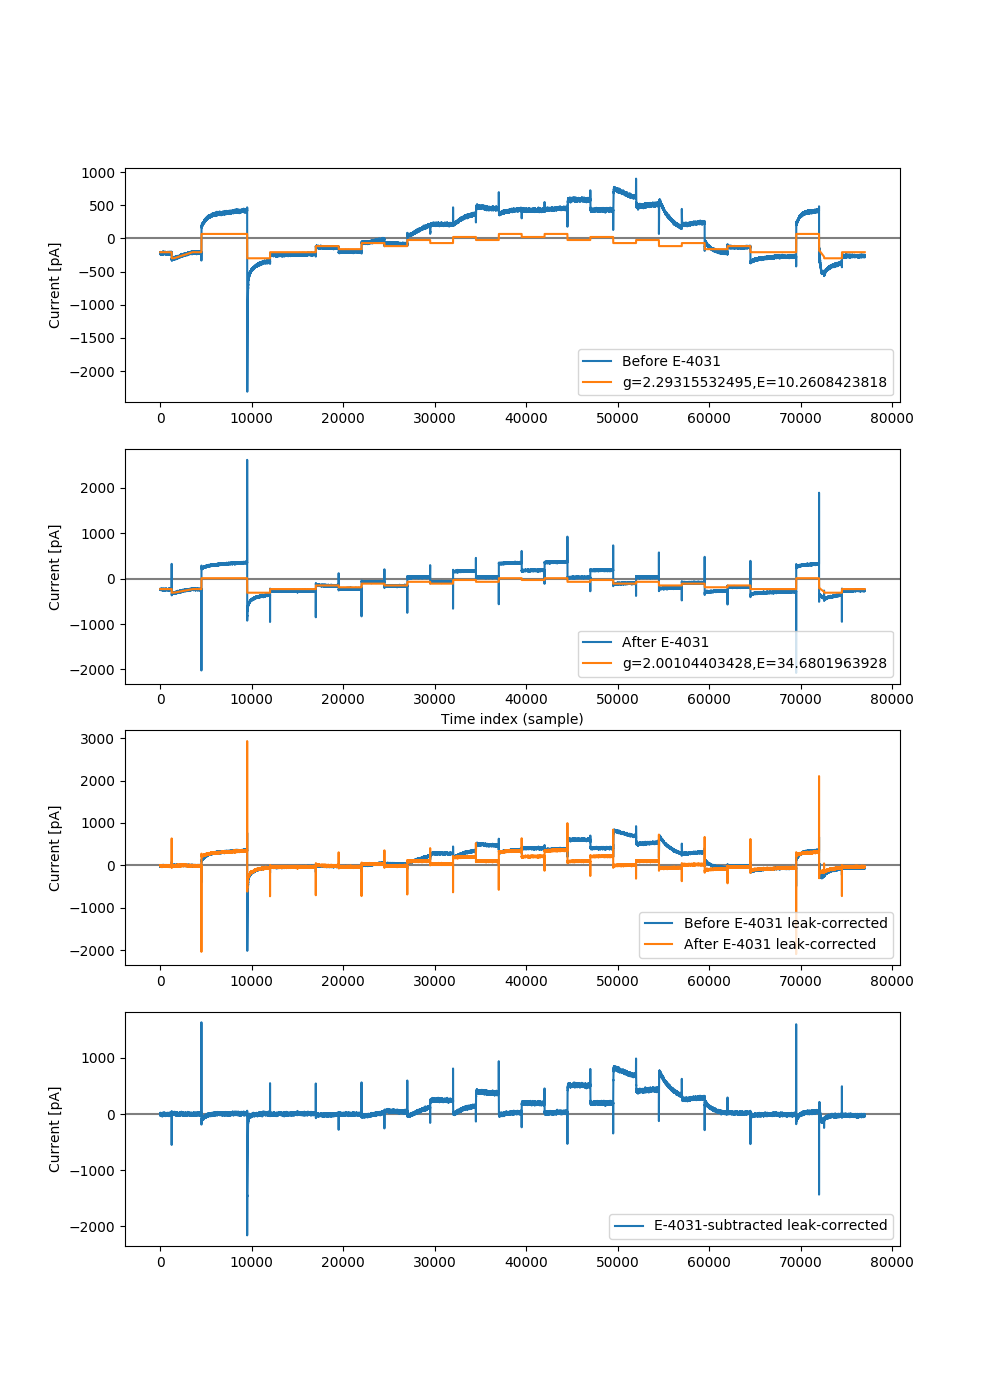 1000
500
0
−500
−1000
−1500
−2000
Current [pA]
Before E-4031
g=2.29315532495,E=10.2608423818
0 10000 20000 30000 40000 50000 60000 70000 80000
2000
1000
0
−1000
−2000
Current [pA]
After E-4031
g=2.00104403428,E=34.6801963928
0 10000 20000 30000 40000 50000 60000 70000 80000
Time index (sample)
3000
2000
1000
0
−1000
−2000
Current [pA]
Before E-4031 leak-corrected
After E-4031 leak-corrected
0 10000 20000 30000 40000 50000 60000 70000 80000
1000
0
−1000
−2000
Current [pA]
E-4031-subtracted leak-corrected
0 10000 20000 30000 40000 50000 60000 70000 80000